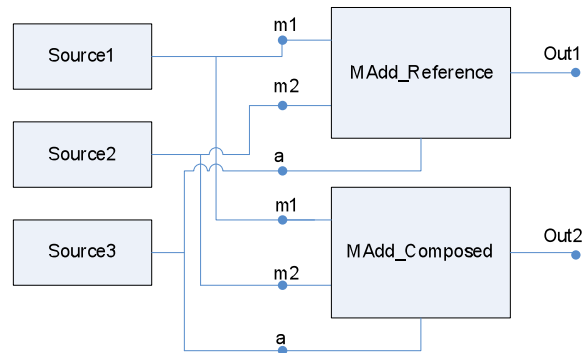 Source1
Source2
Source3
m1
m2
a
MAdd_Reference
Out1
m1
m2
a
MAdd_Composed
Out2